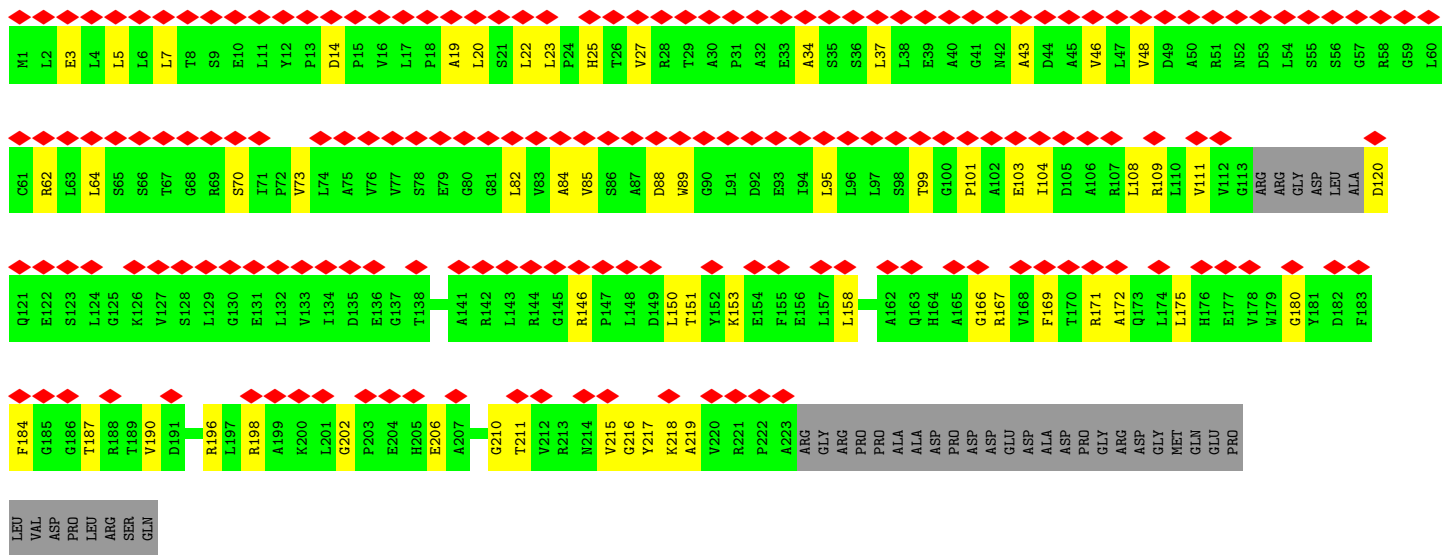 M1 L2 E3 L4 L5 L6 L7 T8 S9 E10 L11 Y12 P13 D14 P15 V16 L17 P18 A19 L20 S21 L22 L23 P24 H25 T26 V27 R28 T29 A30 P31 A32 E33 A34 S35 S36 L37 L38 E39 A40 G41 N42 A43 D44 A45 V46 L47 V48 D49 A50 R51 N52 D53 L54 S55 S56 G57 R58 G59 L60
C61 R62 L63 L64 S65 S66 T67 G68 R69 S70 I71 P72 V73 L74 A75 V76 V77 S78 E79 G80 G81 L82 V83 A84 V85 S86 A87 D88 W89 G90 L91 D92 E93 I94 L95 L96 L97 S98 T99 G100 P101 A102 E103 I104 D105 A106 R107 L108 R109 L110 V111 V112 G113 ARG ARG GLY ASP LEU ALA D120
Q121 E122 S123 L124 G125 K126 V127 S128 L129 G130 E131 L132 V133 I134 D135 E136 G137 T138 A141 R142 L143 R144 G145 R146 P147 L148 D149 L150 T151 Y152 K153 E154 F155 E156 L157 L158 A162 Q163 H164 A165 G166 R167 V168 F169 T170 R171 A172 Q173 L174 L175 H176 E177 V178 W179 G180 Y181 D182 F183
F184 G185 G186 T187 R188 T189 V190 D191 R196 L197 R198 A199 K200 L201 G202 P203 E204 H205 E206 A207 G210 T211 V212 R213 N214 V215 G216 Y217 K218 A219 V220 R221 P222 A223 ARG GLY ARG PRO PRO ALA ALA ASP PRO ASP ASP GLU ASP ALA ASP PRO GLY ARG ASP GLY MET GLN GLU PRO
LEU VAL ASP PRO LEU ARG SER GLN